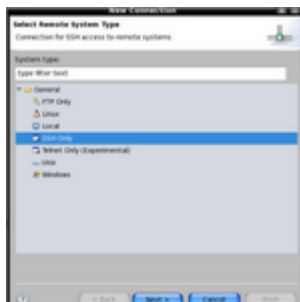 New Connection
Select Remote System Type
Connection for SSH access to remote systems
System type:
type filter text
General
FTP Only
Linux
Local
SSH Only
Telnet Only (Experimental)
Unix
Windows
< Back
Next >
Cancel
Finish